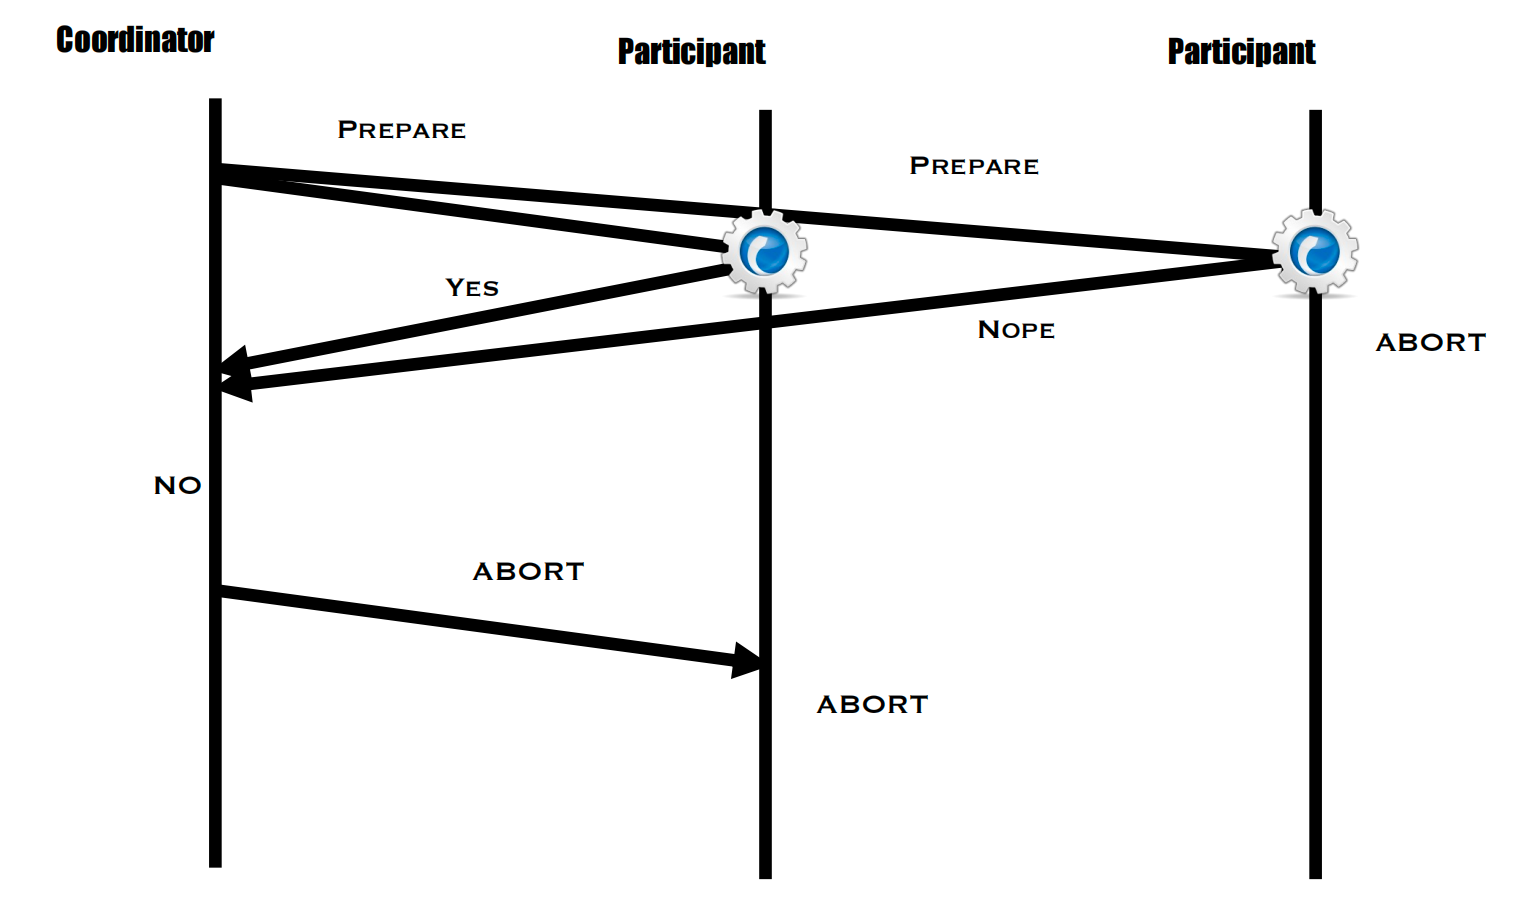 Coordinator
Participant
Participant
PREPARE
PREPARE
YES
NOPE
ABORT
NO
ABORT
ABORT